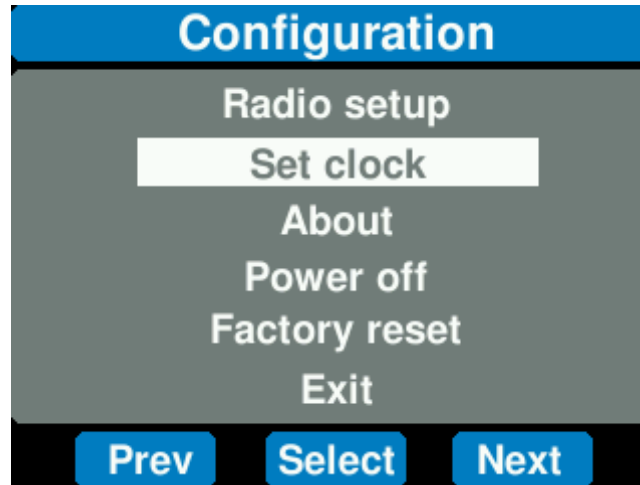 Configuration
Radio setup
Set clock
About
Power off
Factory reset
Exit
Prev Select Next